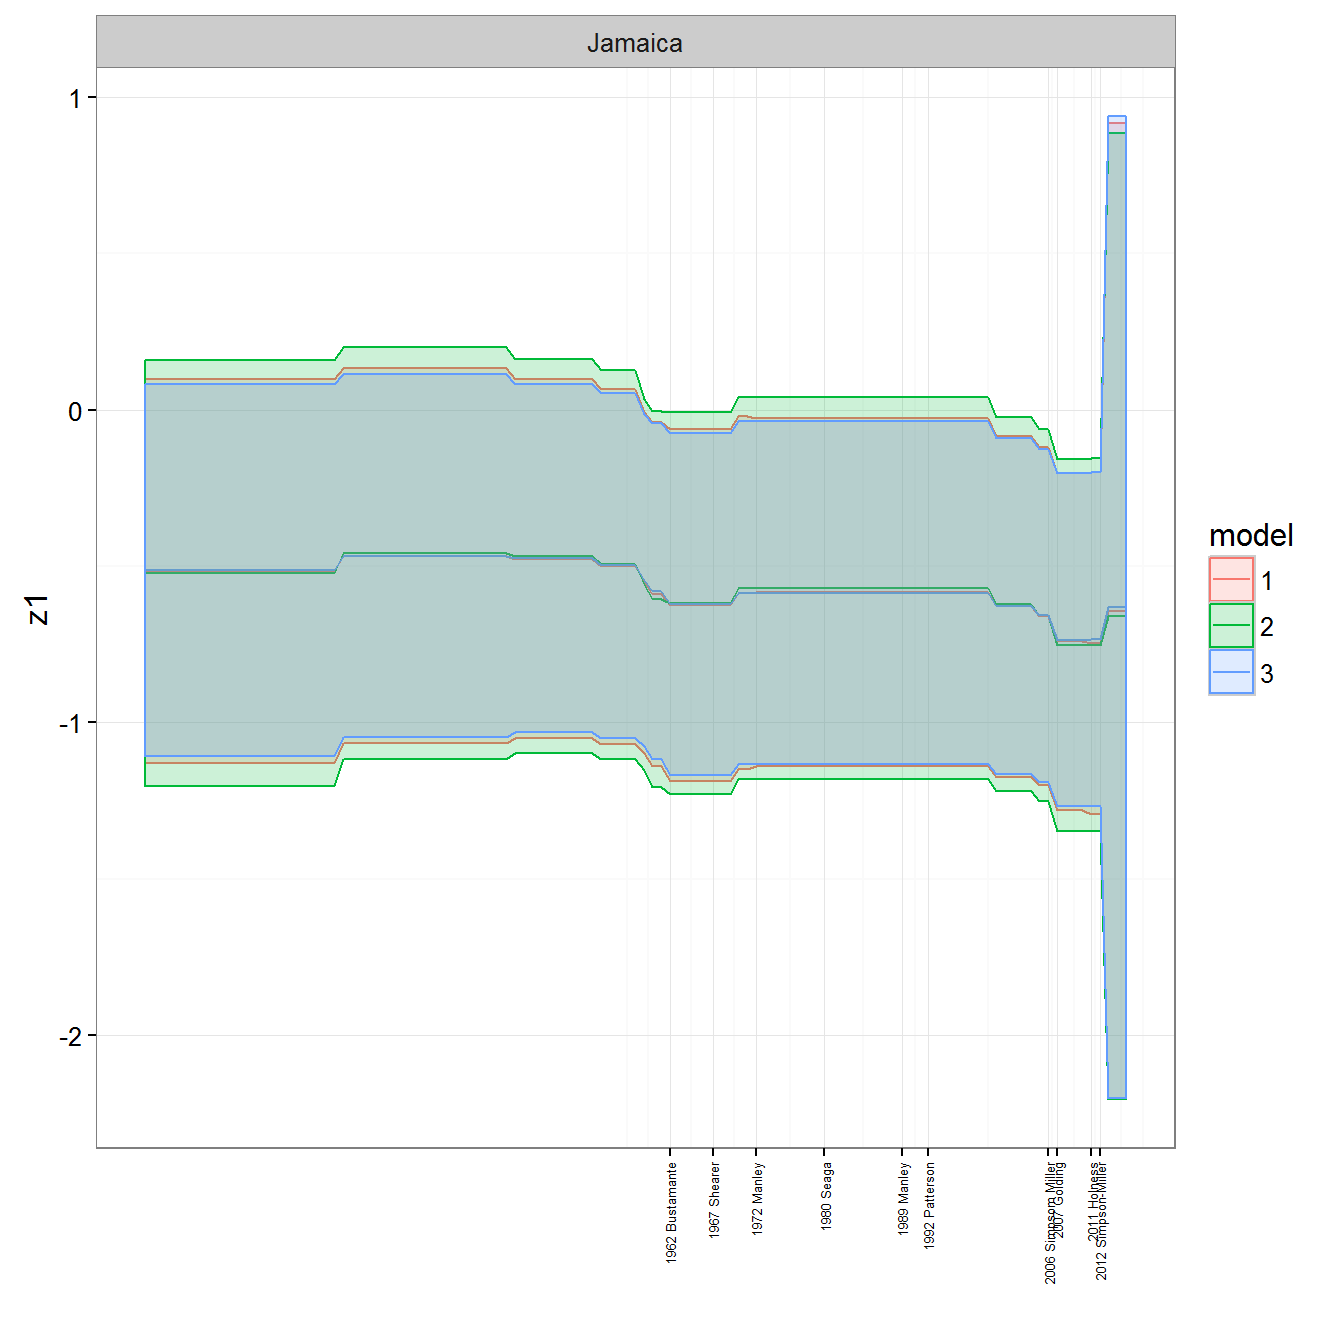 Jamaica
1
0
-1
-2
z1
model
1
2
3
1962 Bustamante
1967 Shearer
1972 Manley
1980 Seaga
1989 Manley
1992 Patterson
2006 Simpsom Miller
2007 Golding
2011 Holness
2012 Simpson-Miller